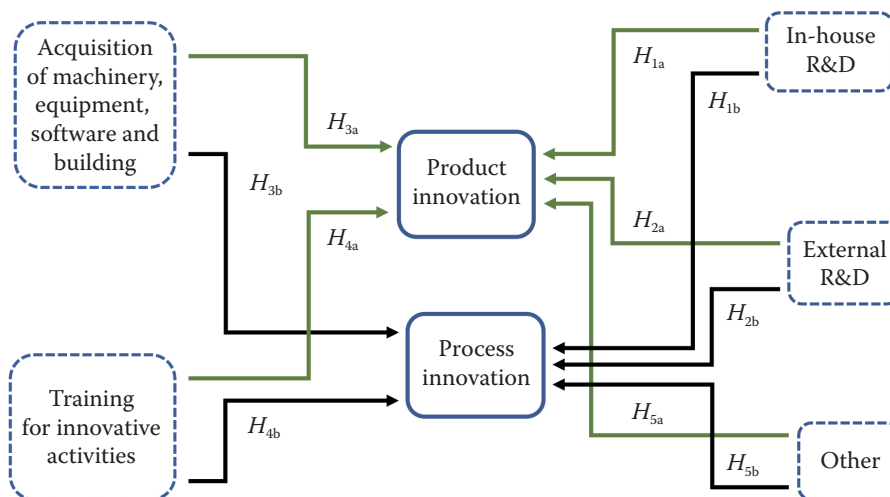 Acquisition
of machinery,
equipment,
software and
building
H3a
H3b
Training
for innovative
activities
H4a
H4b
Product
innovation
Process
innovation
In-house
R&D
H1a
H1b
External
R&D
H2a
H2b
Other
H5a
H5b